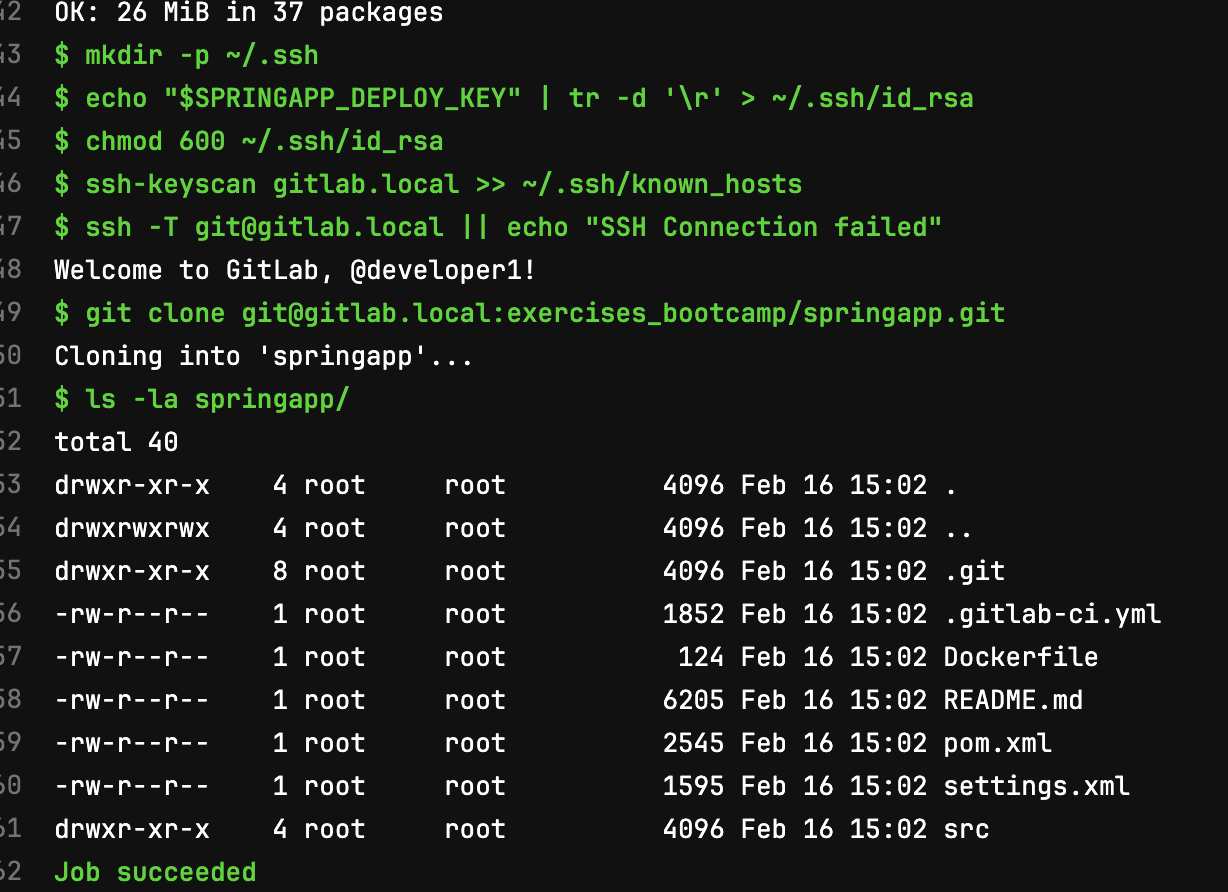 42 OK: 26 MiB in 37 packages
43 $ mkdir -p ~/.ssh
44 $ echo "$SPRINGAPP_DEPLOY_KEY" | tr -d '\r' > ~/.ssh/id_rsa
45 $ chmod 600 ~/.ssh/id_rsa
46 $ ssh-keyscan gitlab.local >> ~/.ssh/known_hosts
47 $ ssh -T git@gitlab.local || echo "SSH Connection failed"
48 Welcome to GitLab, @developer1!
49 $ git clone git@gitlab.local:exercises_bootcamp/springapp.git
50 Cloning into 'springapp'...
51 $ ls -la springapp/
52 total 40
53 drwxr-xr-x    4 root     root          4096 Feb 16 15:02 .
54 drwxrwxrwx    4 root     root          4096 Feb 16 15:02 ..
55 drwxr-xr-x    8 root     root          4096 Feb 16 15:02 .git
56 -rw-r--r--    1 root     root          1852 Feb 16 15:02 .gitlab-ci.yml
57 -rw-r--r--    1 root     root           124 Feb 16 15:02 Dockerfile
58 -rw-r--r--    1 root     root          6205 Feb 16 15:02 README.md
59 -rw-r--r--    1 root     root          2545 Feb 16 15:02 pom.xml
60 -rw-r--r--    1 root     root          1595 Feb 16 15:02 settings.xml
61 drwxr-xr-x    4 root     root          4096 Feb 16 15:02 src
62 Job succeeded